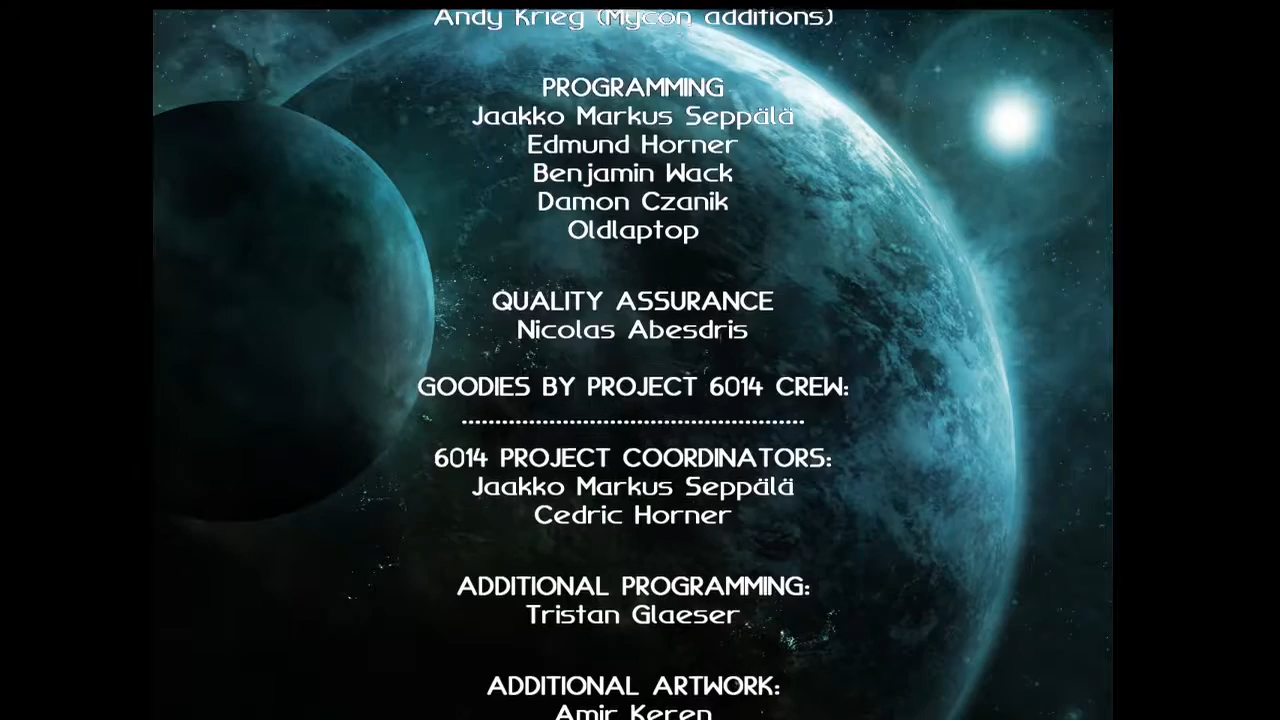 Andy Krieg (Mycon additions)
PROGRAMMING
Jaakko Markus Seppälä
Edmund Horner
Benjamin Wack
Damon Czanik
Oldlaptop
QUALITY ASSURANCE
Nicolas Abesdris
GOODIES BY PROJECT 6014 CREW:
...................................................
6014 PROJECT COORDINATORS:
Jaakko Markus Seppälä
Cedric Horner
ADDITIONAL PROGRAMMING:
Tristan Glaeser
ADDITIONAL ARTWORK:
Amir Keren